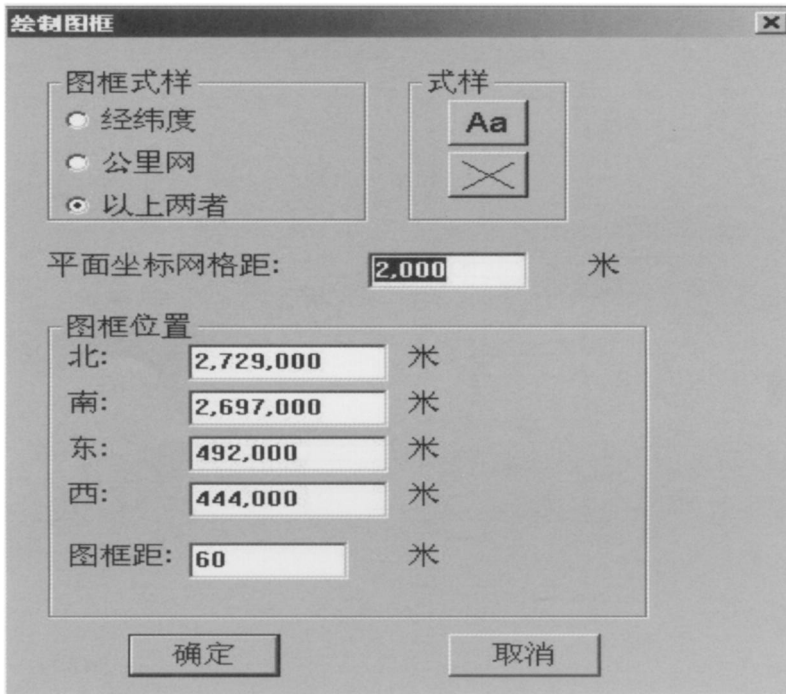 绘制图框
图框式样
经纬度
公里网
以上两者
式样
Aa
平面坐标网格距: 2,000 米
图框位置
北: 2,729,000 米
南: 2,697,000 米
东: 492,000 米
西: 444,000 米
图框距: 60 米
确定 取消